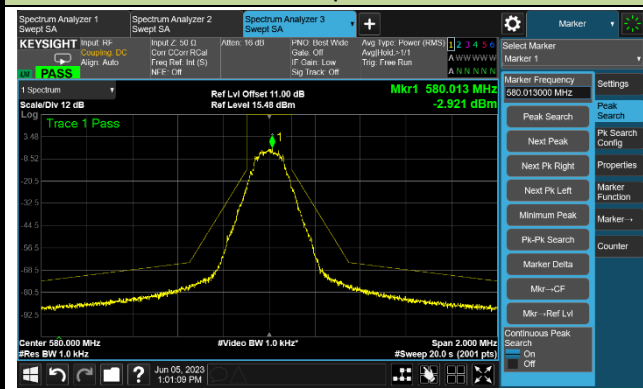 Spectrum Analyzer 1
Swept SA
Spectrum Analyzer 2
Swept SA
Spectrum Analyzer 3
Swept SA
Marker
KEYSIGHT
Input: RF
Coupling: DC
Align: Auto
Input Z: 50 Ω
Corr CCorr RCal
Freq Ref: Int (S)
NFE: Off
Atten: 16 dB
PNO: Best Wide
Gate: Off
IF Gain: Low
Sig Track: Off
Avg Type: Power (RMS)
Avg|Hold:>1/1
Trig: Free Run
1 2 3 4 5 6
A W W W W W
A N N N N N
LXI PASS
Select Marker
Marker 1
1 Spectrum
Scale/Div 12 dB
Ref Lvl Offset 11.00 dB
Ref Level 15.48 dBm
Mkr1 580.013 MHz
-2.921 dBm
Log
Trace 1 Pass
1
3.48
-8.52
-20.5
-32.5
-44.5
-56.5
-68.5
-80.5
-92.5
Center 580.000 MHz
#Res BW 1.0 kHz
#Video BW 1.0 kHz*
Span 2.000 MHz
#Sweep 20.0 s (2001 pts)
Marker Frequency
580.013000 MHz
Peak Search
Next Peak
Next Pk Right
Next Pk Left
Minimum Peak
Pk-Pk Search
Marker Delta
Mkr→CF
Mkr→Ref Lvl
Continuous Peak
Search
On
Off
Settings
Peak
Search
Pk Search
Config
Properties
Marker
Function
Marker→
Counter
?
Jun 05, 2023
1:01:09 PM